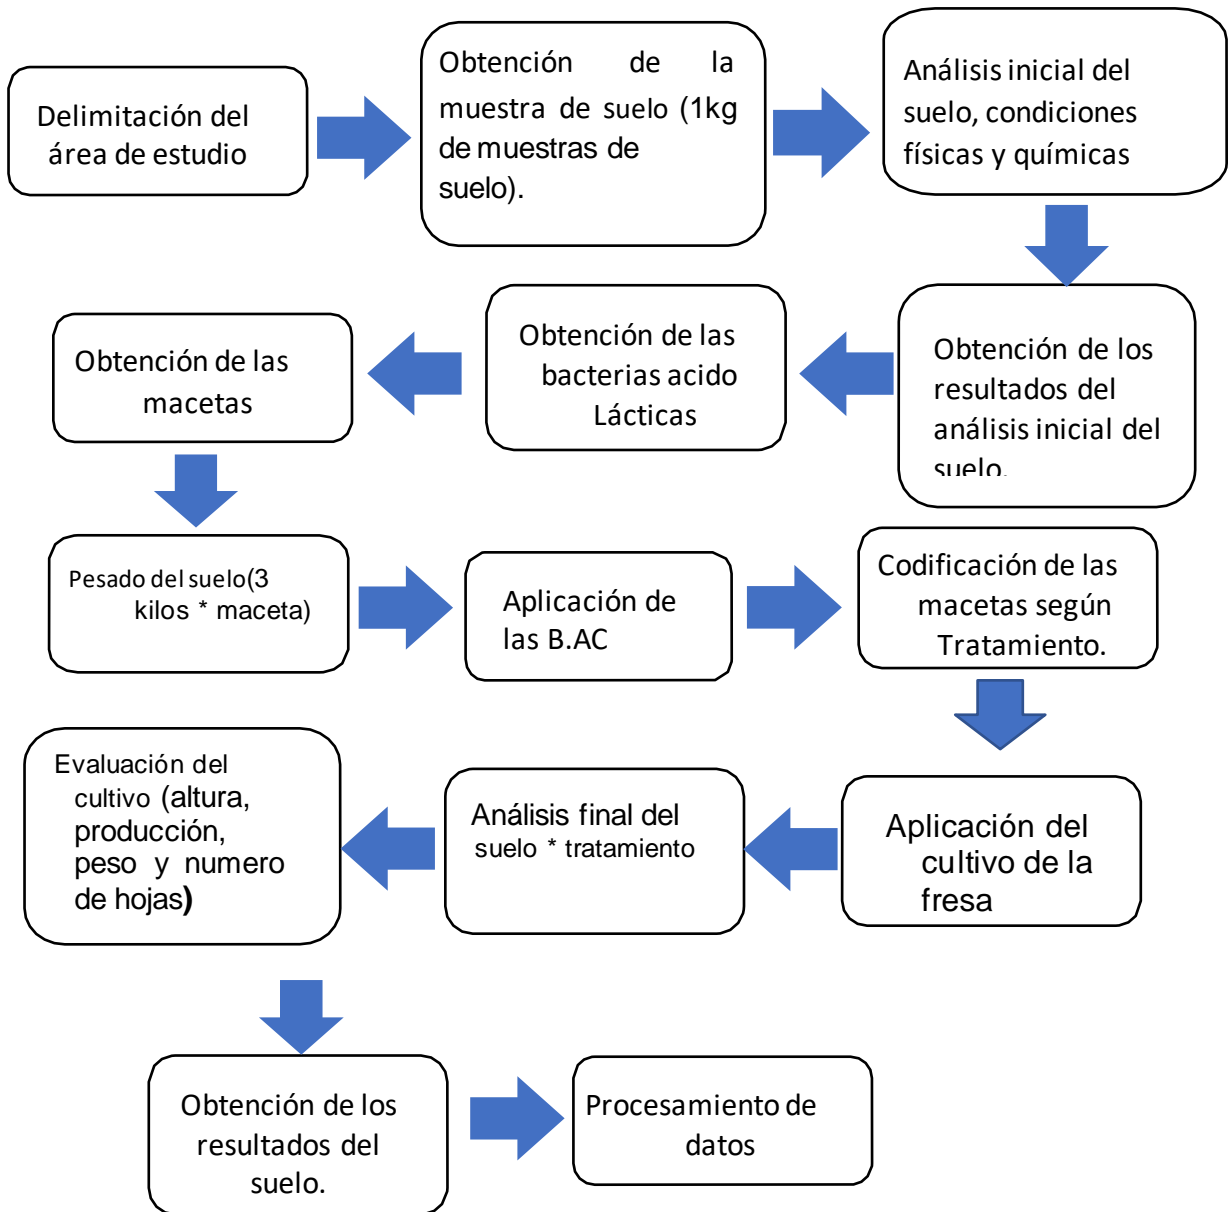 Delimitación del
área de estudio
Obtención de la
muestra de suelo (1kg
de muestras de
suelo).
Análisis inicial del
suelo, condiciones
físicas y químicas
Obtención de los
resultados del
análisis inicial del
suelo.
Obtención de las
bacterias acido
Lácticas
Obtención de las
macetas
Pesado del suelo(3
kilos * maceta)
Aplicación de
las B.AC
Codificación de las
macetas según
Tratamiento.
Aplicación del
cultivo de la
fresa
Análisis final del
suelo * tratamiento
Evaluación del
cultivo (altura,
producción,
peso y numero
de hojas)
Obtención de los
resultados del
suelo.
Procesamiento de
datos